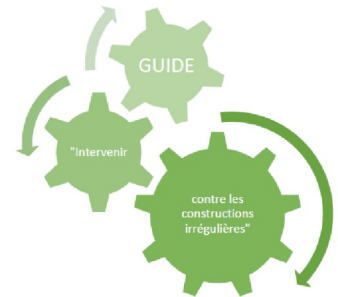 GUIDE
"Intervenir
contre les
constructions
irrégulières"